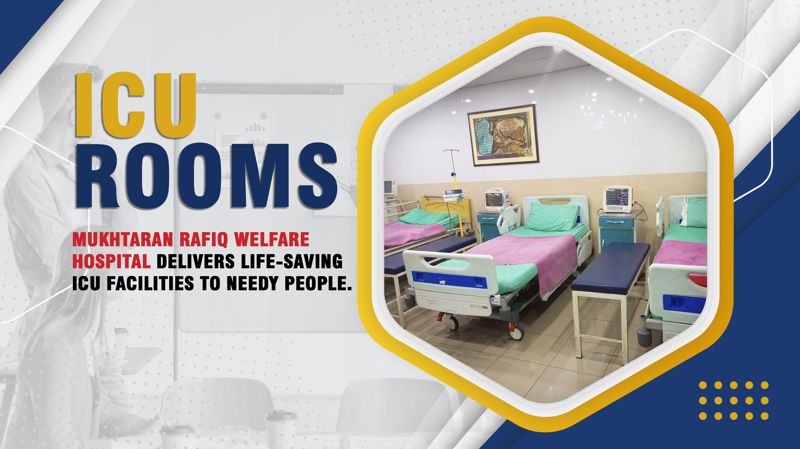 ICU
ROOMS
MUKHTARAN RAFIQ WELFARE
HOSPITAL DELIVERS LIFE-SAVING
ICU FACILITIES TO NEEDY PEOPLE.